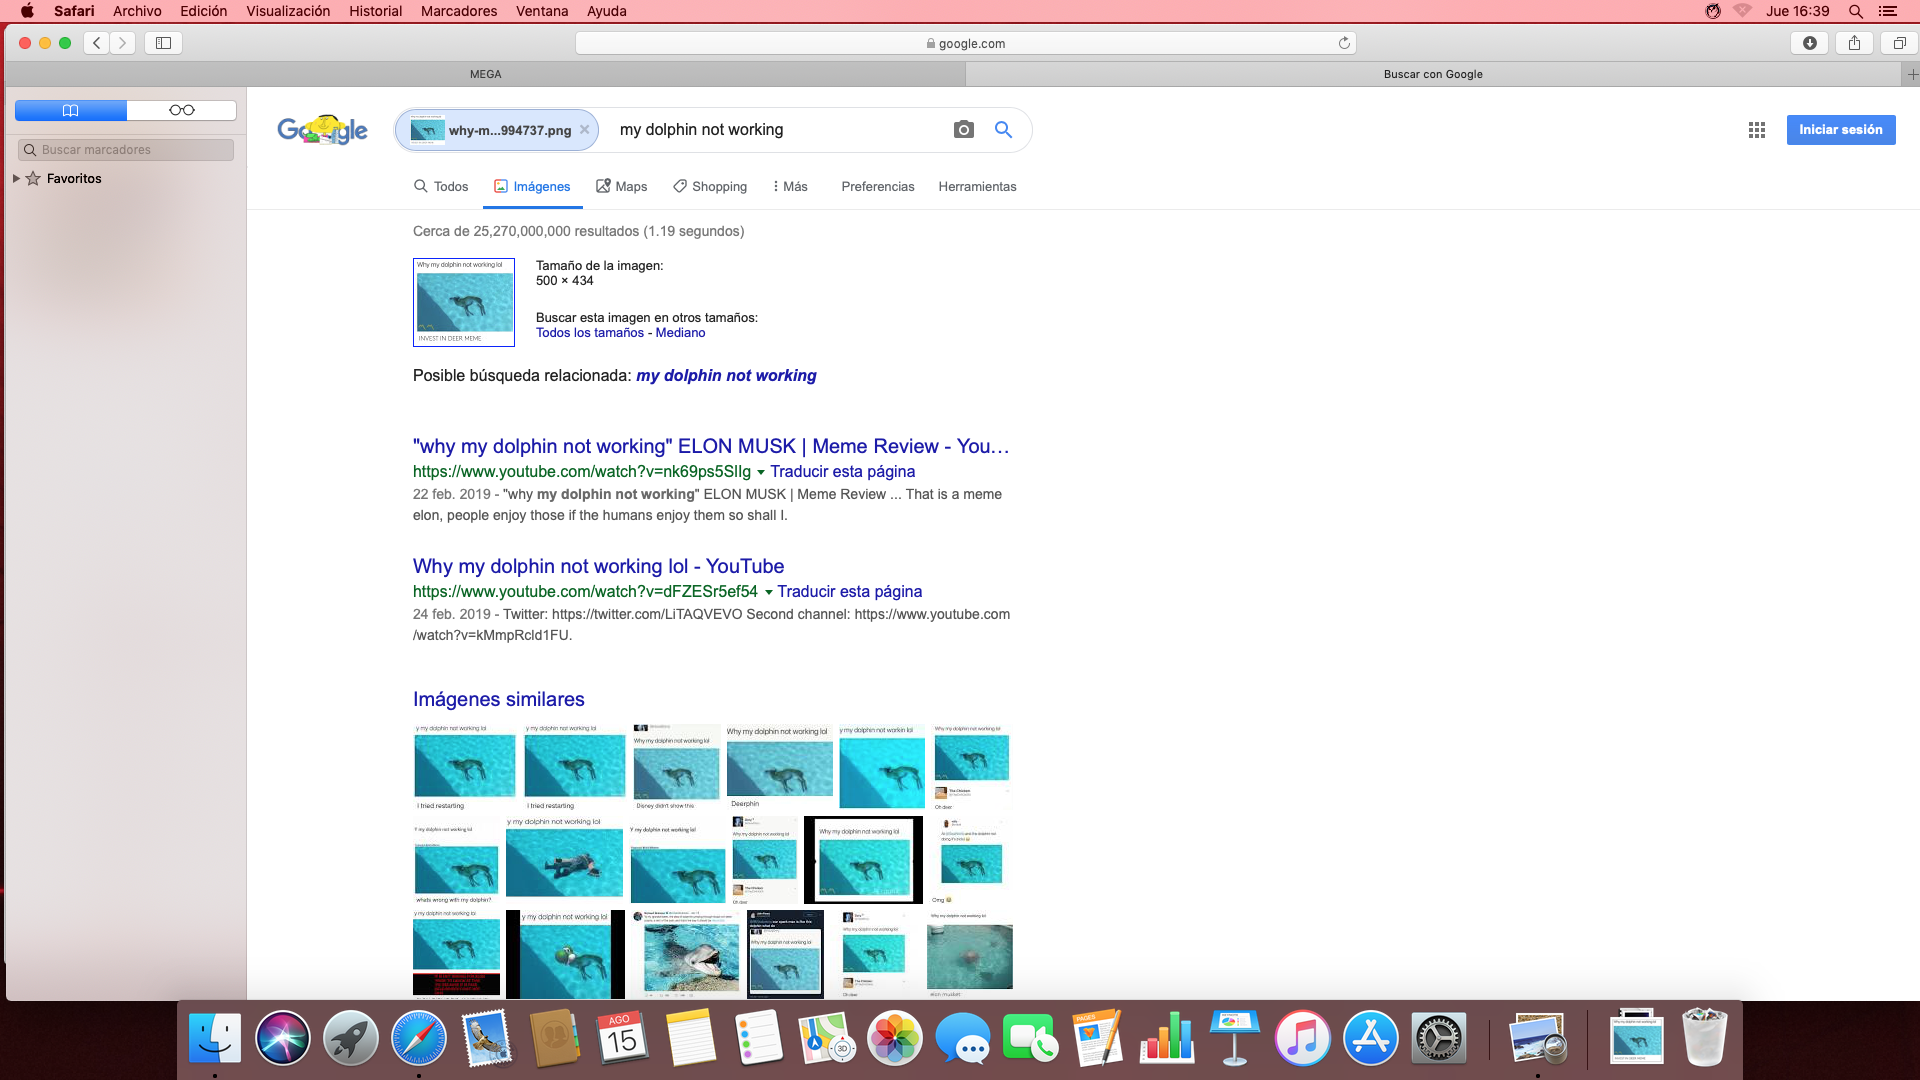 Safari Archivo Edición Visualización Historial Marcadores Ventana Ayuda Jue 16:39
google.com
MEGA Buscar con Google
Google why-m...994737.png my dolphin not working Iniciar sesión
Buscar marcadores
Favoritos
Todos Imágenes Maps Shopping Más Preferencias Herramientas
Cerca de 25,270,000,000 resultados (1.19 segundos)
Why my dolphin not working lol
INVEST IN DEER MEME
Tamaño de la imagen:
500 × 434
Buscar esta imagen en otros tamaños:
Todos los tamaños - Mediano
Posible búsqueda relacionada: my dolphin not working
"why my dolphin not working" ELON MUSK | Meme Review - You...
https://www.youtube.com/watch?v=nk69ps5SIlg Traducir esta página
22 feb. 2019 - "why my dolphin not working" ELON MUSK | Meme Review ... That is a meme
elon, people enjoy those if the humans enjoy them so shall I.
Why my dolphin not working lol - YouTube
https://www.youtube.com/watch?v=dFZESr5ef54 Traducir esta página
24 feb. 2019 - Twitter: https://twitter.com/LiTAQVEVO Second channel: https://www.youtube.com
/watch?v=kMmpRcld1FU.
Imágenes similares
y my dolphin not working lol
I tried restarting
y my dolphin not working lol
I tried restarting
Why my dolphin not working lol
Disney didn't show this
Why my dolphin not working lol
Deerphin
y my dolphin not workin lol
Why my dolphin not working lol
The Chicken
Oh deer
Y my dolphin not working lol
whats wrong with my dolphin?
y my dolphin not working lol
Y my dolphin not working lol
Why my dolphin not working lol
The Chicken
Oh deer
Why my dolphin not working lol
Omg
y my dolphin not working lol
y my dolphin not working lol
Why my dolphin not working lol
Why my dolphin not working lol
Oh deer
Why my dolphin not working lol
elon muskett
AGO
15
3D
PAGES